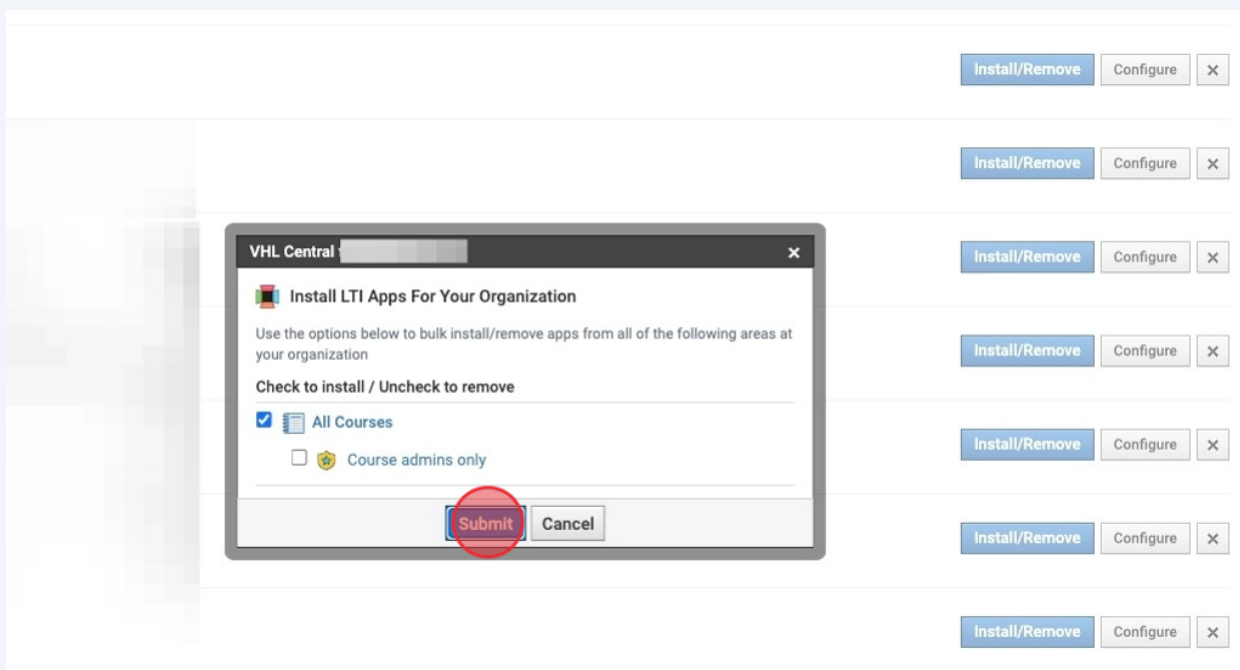 Install/Remove Configure ×
Install/Remove Configure ×
VHL Central ×
Install/Remove Configure ×
Install LTI Apps For Your Organization
Use the options below to bulk install/remove apps from all of the following areas at
your organization
Install/Remove Configure ×
Check to install / Uncheck to remove
All Courses
Install/Remove Configure ×
Course admins only
Submit Cancel
Install/Remove Configure ×
Install/Remove Configure ×